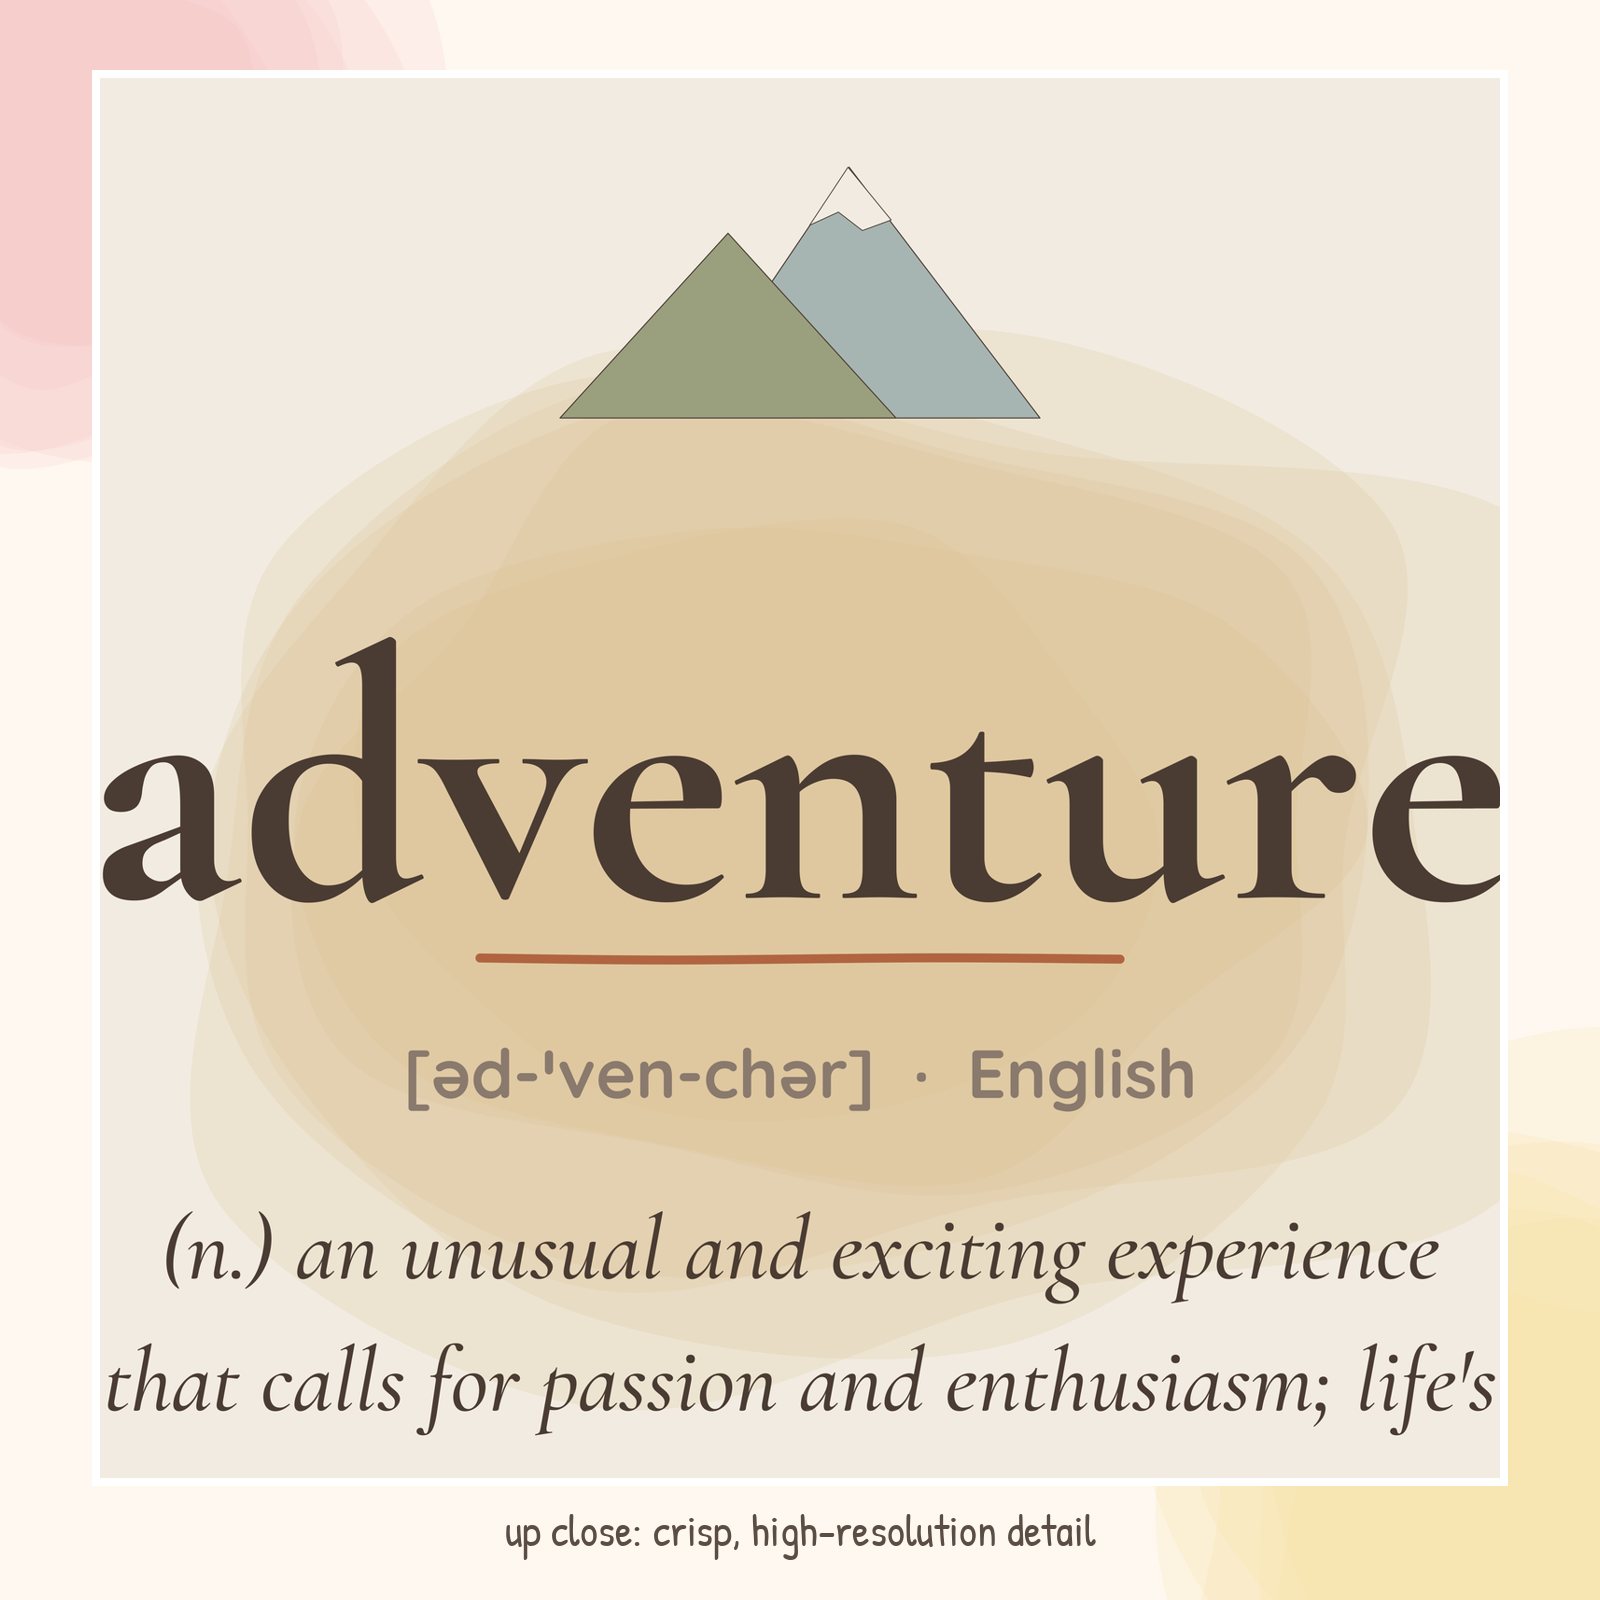 adventure
[əd-ˈven-chər] · English
(n.) an unusual and exciting experience
that calls for passion and enthusiasm; life's
up close: crisp, high-resolution detail